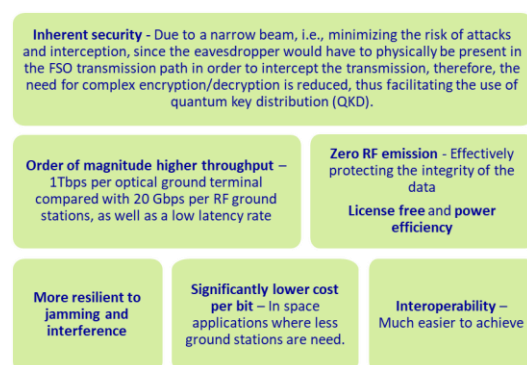 Inherent security - Due to a narrow beam, i.e., minimizing the risk of attacks
and interception, since the eavesdropper would have to physically be present in
the FSO transmission path in order to intercept the transmission, therefore, the
need for complex encryption/decryption is reduced, thus facilitating the use of
quantum key distribution (QKD).
Order of magnitude higher throughput –
1Tbps per optical ground terminal
compared with 20 Gbps per RF ground
stations, as well as a low latency rate
Zero RF emission - Effectively
protecting the integrity of the
data
License free and power
efficiency
More resilient to
jamming and
interference
Significantly lower cost
per bit – In space
applications where less
ground stations are need.
Interoperability –
Much easier to achieve